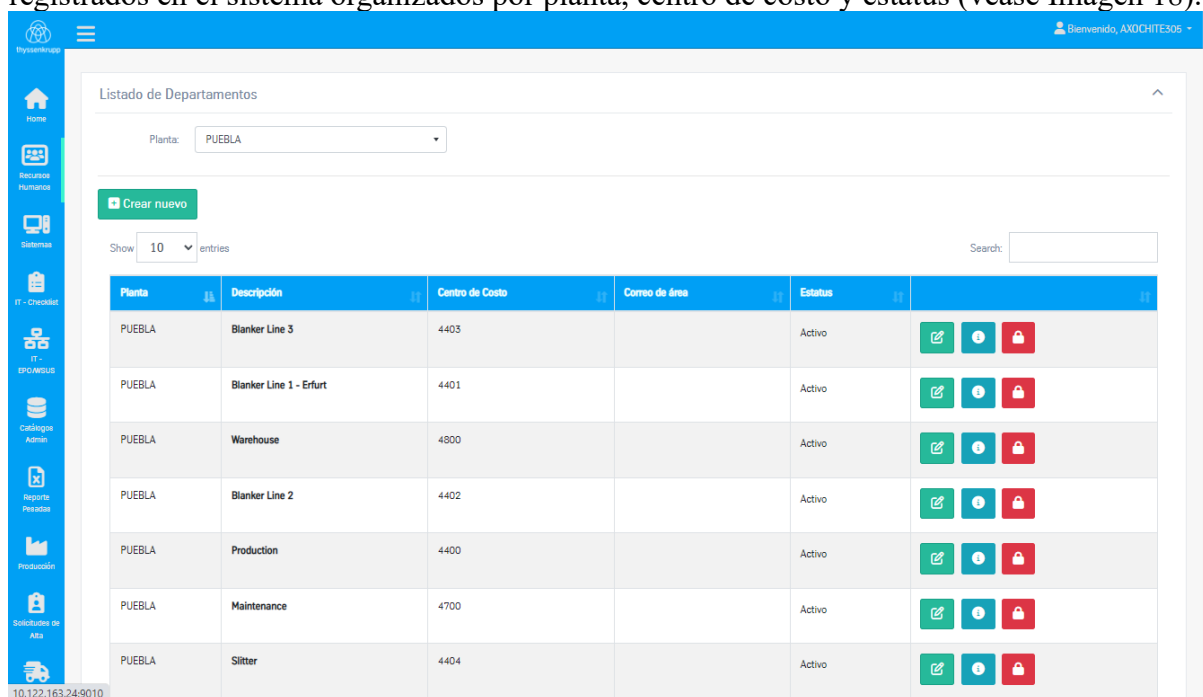 registrados en el sistema organizados por planta, centro de costo y estatus (véase Imagen 18).
thyssenkrupp
Bienvenido, AXOCHITE305
Home
Recursos
Humanos
Sistemas
IT - Checklist
IT -
EPO/WSUS
Catálogos
Admin
Reporte
Pesadas
Producción
Solicitudes de
Alta
Listado de Departamentos
Planta: PUEBLA
Crear nuevo
Show 10 entries Search:
Planta Descripción Centro de Costo Correo de área Estatus
PUEBLA Blanker Line 3 4403 Activo
PUEBLA Blanker Line 1 - Erfurt 4401 Activo
PUEBLA Warehouse 4800 Activo
PUEBLA Blanker Line 2 4402 Activo
PUEBLA Production 4400 Activo
PUEBLA Maintenance 4700 Activo
PUEBLA Slitter 4404 Activo
10.122.163.24:9010